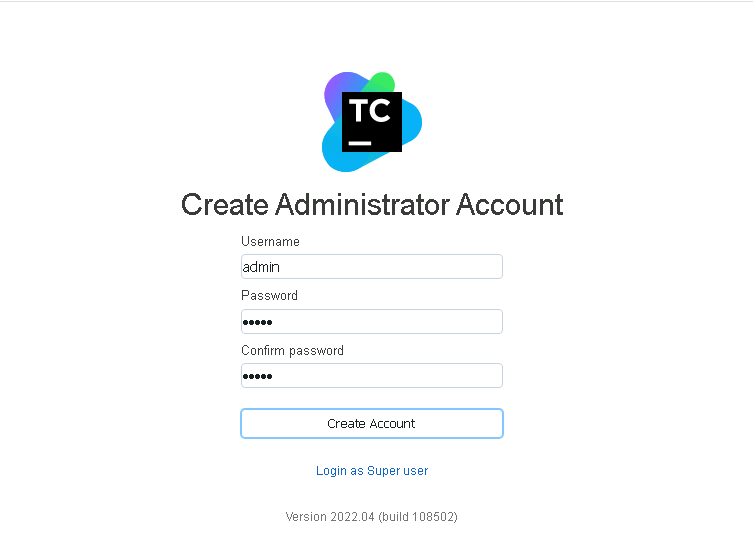 TC
Create Administrator Account
Username
admin
Password
•••••
Confirm password
•••••
Create Account
Login as Super user
Version 2022.04 (build 108502)